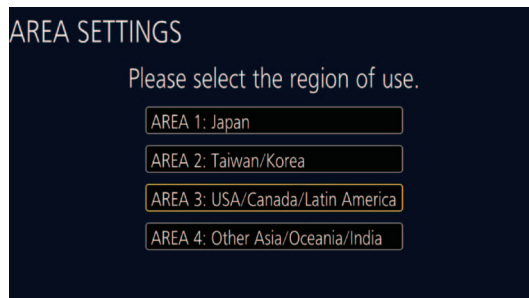 AREA SETTINGS
Please select the region of use.
AREA 1: Japan
AREA 2: Taiwan/Korea
AREA 3: USA/Canada/Latin America
AREA 4: Other Asia/Oceania/India